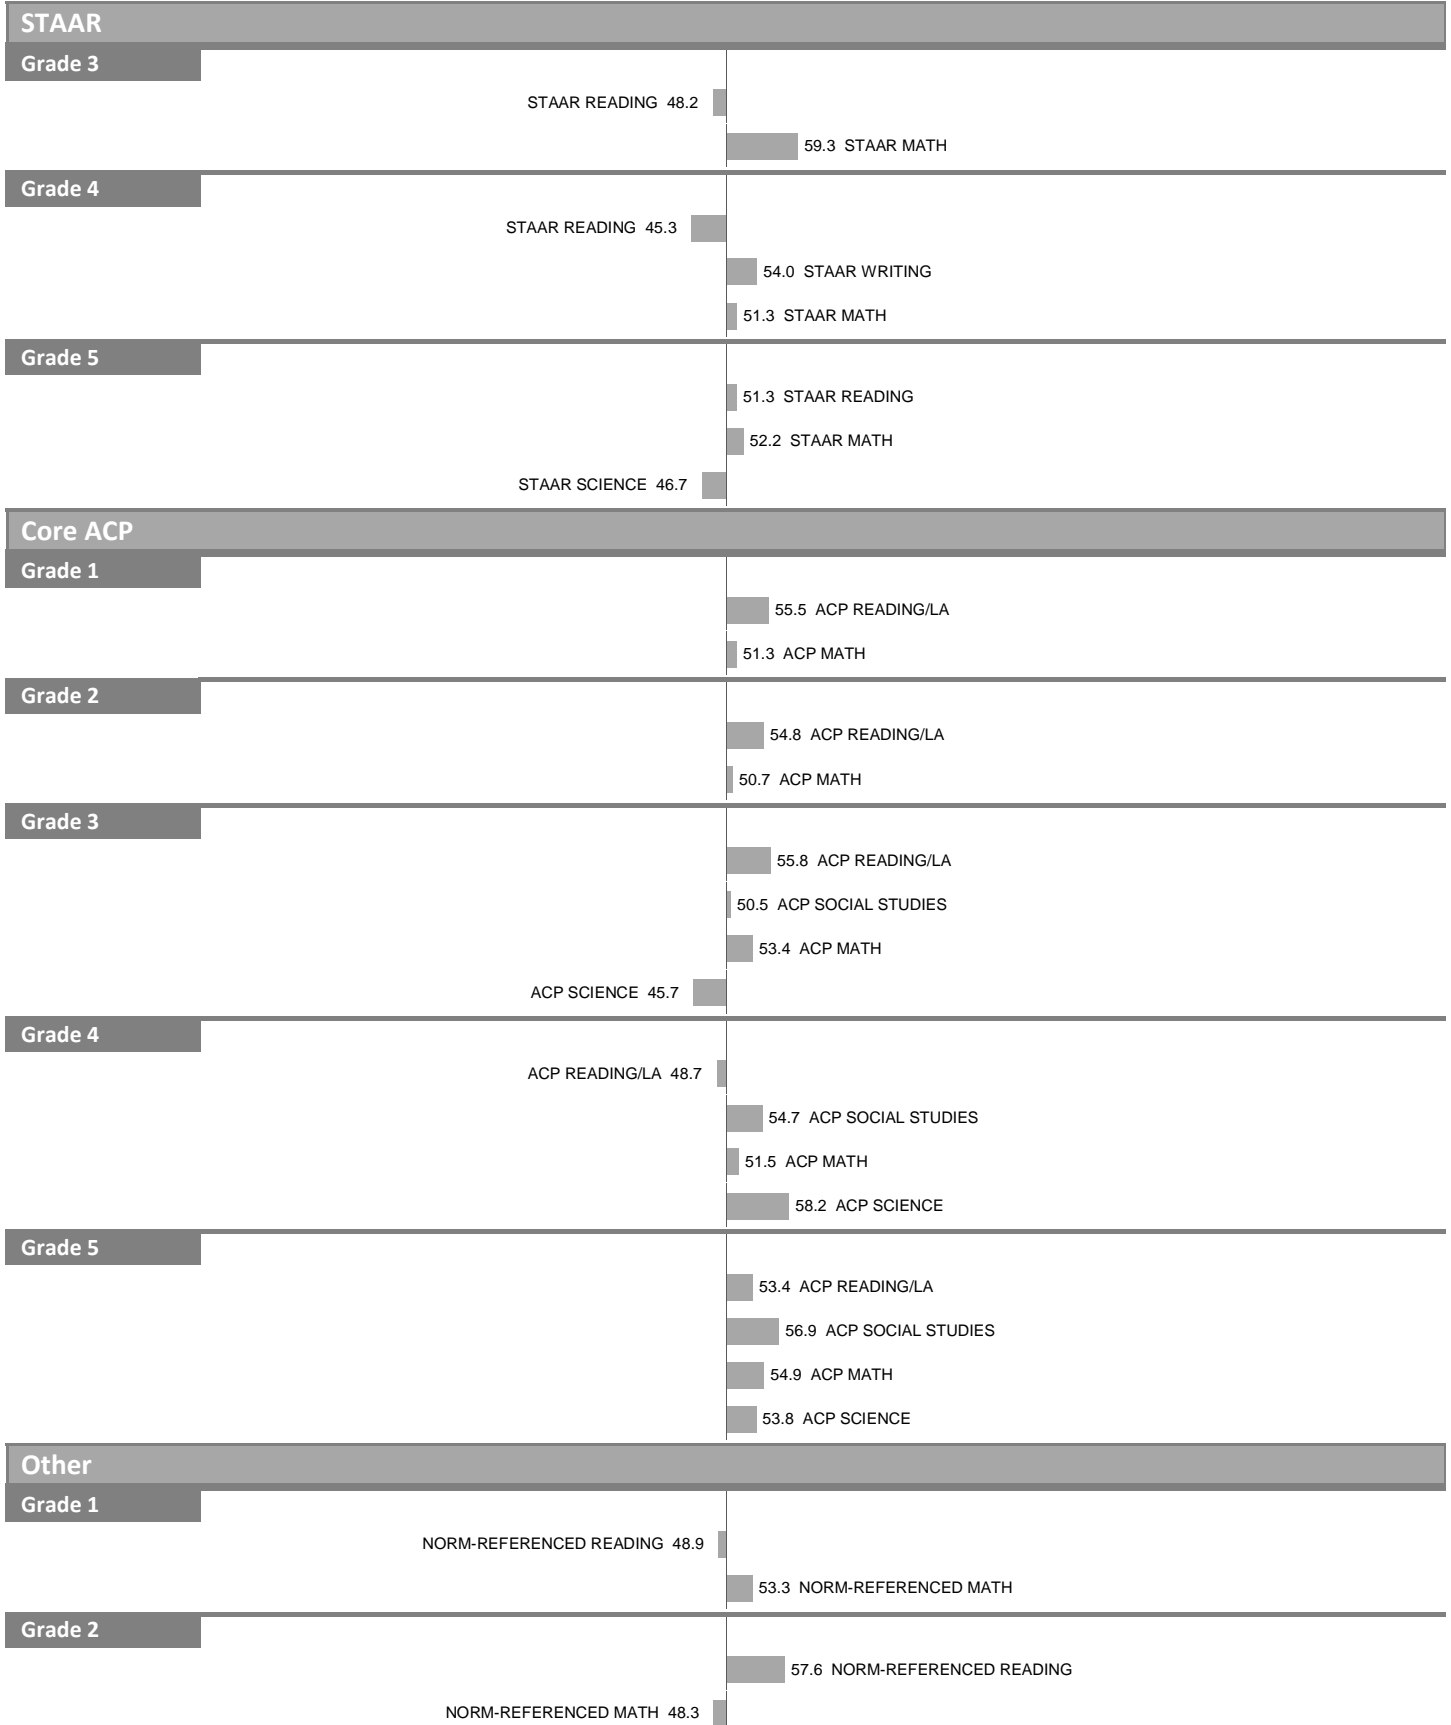 STAAR
Grade 3
STAAR READING 48.2
59.3 STAAR MATH
Grade 4
STAAR READING 45.3
54.0 STAAR WRITING
51.3 STAAR MATH
Grade 5
51.3 STAAR READING
52.2 STAAR MATH
STAAR SCIENCE 46.7
Core ACP
Grade 1
55.5 ACP READING/LA
51.3 ACP MATH
Grade 2
54.8 ACP READING/LA
50.7 ACP MATH
Grade 3
55.8 ACP READING/LA
50.5 ACP SOCIAL STUDIES
53.4 ACP MATH
ACP SCIENCE 45.7
Grade 4
ACP READING/LA 48.7
54.7 ACP SOCIAL STUDIES
51.5 ACP MATH
58.2 ACP SCIENCE
Grade 5
53.4 ACP READING/LA
56.9 ACP SOCIAL STUDIES
54.9 ACP MATH
53.8 ACP SCIENCE
Other
Grade 1
NORM-REFERENCED READING 48.9
53.3 NORM-REFERENCED MATH
Grade 2
57.6 NORM-REFERENCED READING
NORM-REFERENCED MATH 48.3